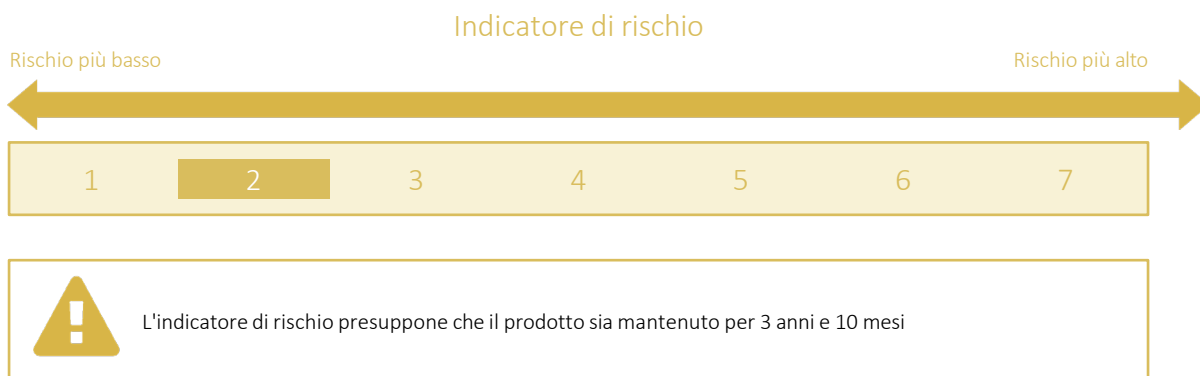 Indicatore di rischio
Rischio più basso
Rischio più alto
1 2 3 4 5 6 7
L'indicatore di rischio presuppone che il prodotto sia mantenuto per 3 anni e 10 mesi